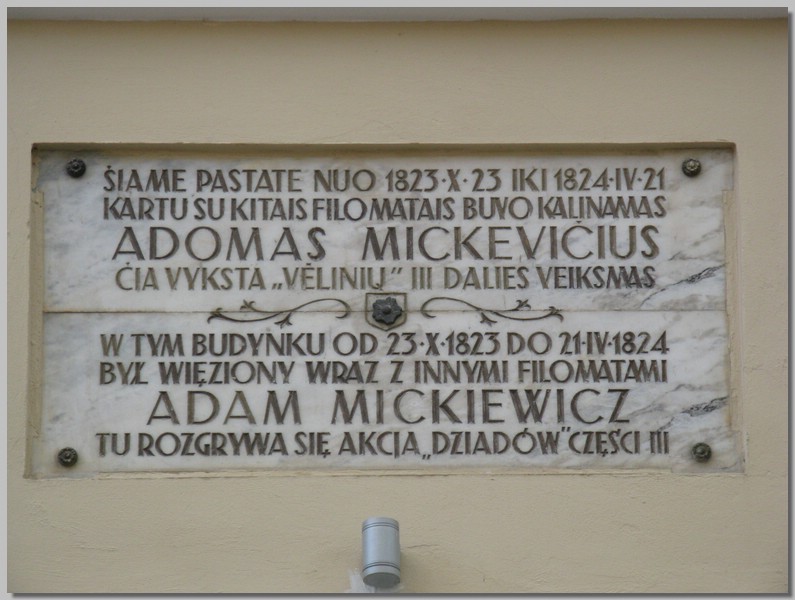 ŠIAME PASTATE NUO 1823·X·23 IKI 1824·IV·21
KARTU SU KITAIS FILOMATAIS BUVO KALINAMAS
ADOMAS MICKEVIČIUS
ČIA VYKSTA „VĖLINIŲ” III DALIES VEIKSMAS
W TYM BUDYNKU OD 23·X·1823 DO 21·IV·1824
BYŁ WIĘZIONY WRAZ Z INNYMI FILOMATAMI
ADAM MICKIEWICZ
TU ROZGRYWA SIĘ AKCJA „DZIADÓW” CZĘŚCI III